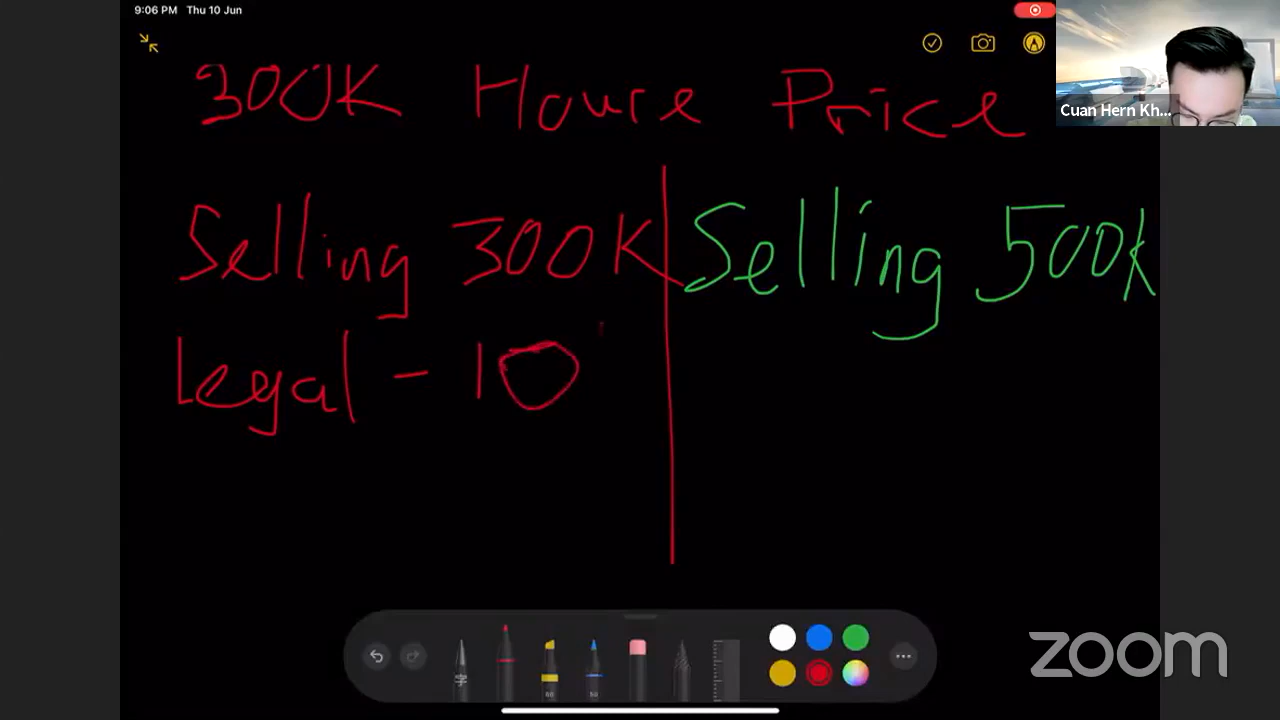 9:06 PM Thu 10 Jun
Cuan Hern Kh...
300K House Price
Selling 300K
Selling 500K
Legal - 10
zoom